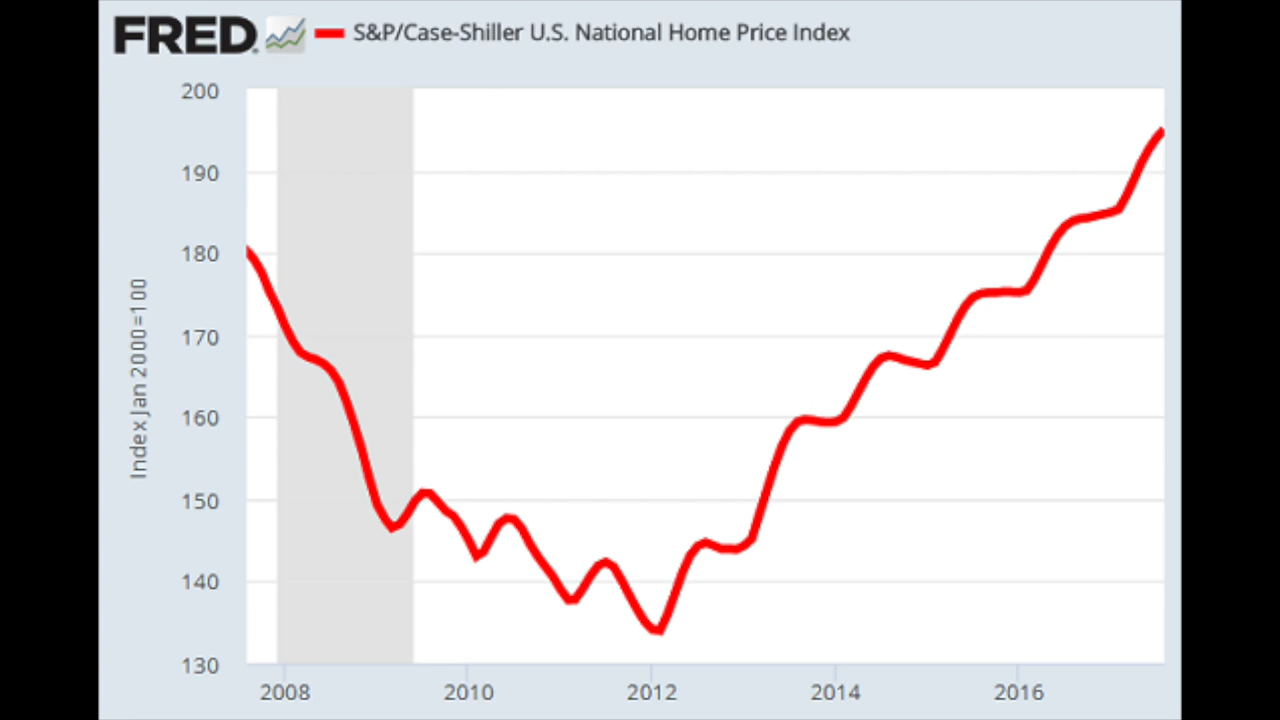 FRED S&P/Case-Shiller U.S. National Home Price Index
200
190
180
170
160
150
140
130
Index Jan 2000=100
2008 2010 2012 2014 2016